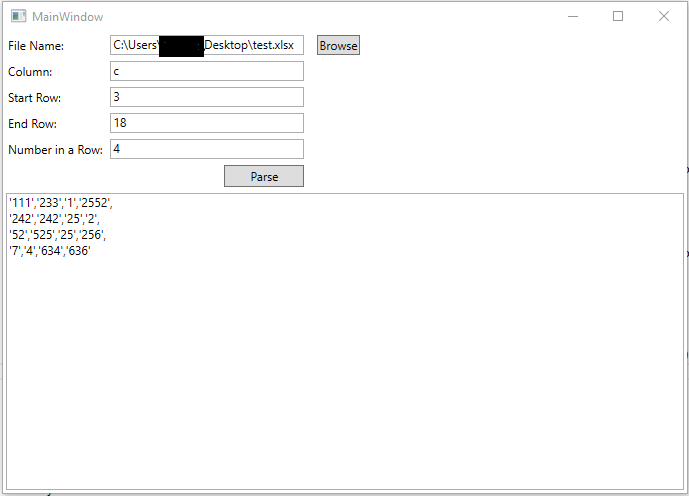 MainWindow
File Name: C:\Users\ Desktop\test.xlsx Browse
Column: c
Start Row: 3
End Row: 18
Number in a Row: 4
Parse
'111','233','1','2552',
'242','242','25','2',
'52','525','25','256',
'7','4','634','636'